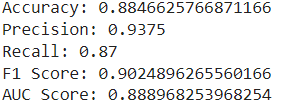 Accuracy: 0.8846625766871166
Precision: 0.9375
Recall: 0.87
F1 Score: 0.9024896265560166
AUC Score: 0.888968253968254